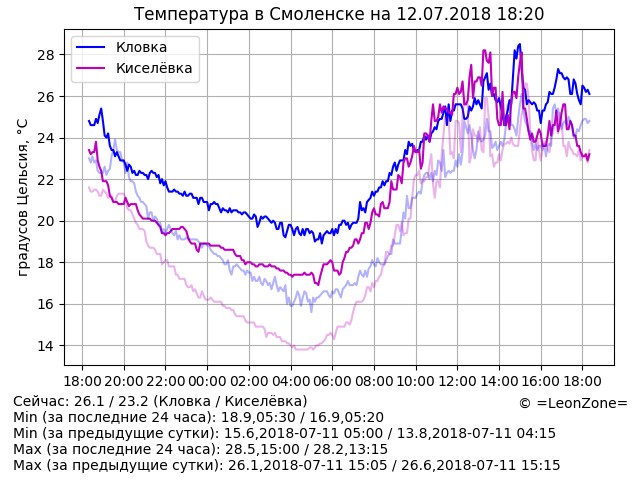 Температура в Смоленске на 12.07.2018 18:20
Кловка
Киселёвка
градусов Цельсия, °C
28
26
24
22
20
18
16
14
18:00 20:00 22:00 00:00 02:00 04:00 06:00 08:00 10:00 12:00 14:00 16:00 18:00
Сейчас: 26.1 / 23.2 (Кловка / Киселёвка)
© =LeonZone=
Min (за последние 24 часа): 18.9,05:30 / 16.9,05:20
Min (за предыдущие сутки): 15.6,2018-07-11 05:00 / 13.8,2018-07-11 04:15
Max (за последние 24 часа): 28.5,15:00 / 28.2,13:15
Max (за предыдущие сутки): 26.1,2018-07-11 15:05 / 26.6,2018-07-11 15:15